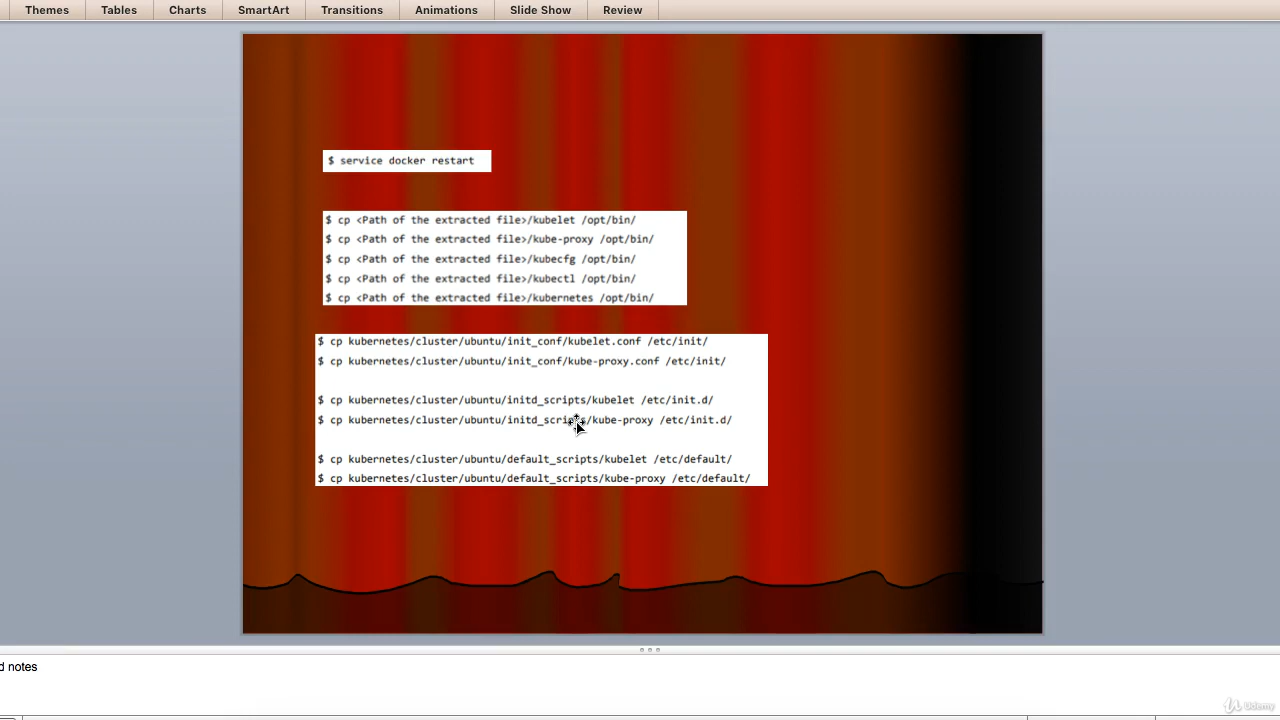 Themes Tables Charts SmartArt Transitions Animations Slide Show Review
$ service docker restart
$ cp <Path of the extracted file>/kubelet /opt/bin/
$ cp <Path of the extracted file>/kube-proxy /opt/bin/
$ cp <Path of the extracted file>/kubecfg /opt/bin/
$ cp <Path of the extracted file>/kubectl /opt/bin/
$ cp <Path of the extracted file>/kubernetes /opt/bin/
$ cp kubernetes/cluster/ubuntu/init_conf/kubelet.conf /etc/init/
$ cp kubernetes/cluster/ubuntu/init_conf/kube-proxy.conf /etc/init/
$ cp kubernetes/cluster/ubuntu/initd_scripts/kubelet /etc/init.d/
$ cp kubernetes/cluster/ubuntu/initd_scripts/kube-proxy /etc/init.d/
$ cp kubernetes/cluster/ubuntu/default_scripts/kubelet /etc/default/
$ cp kubernetes/cluster/ubuntu/default_scripts/kube-proxy /etc/default/
d notes
Udemy